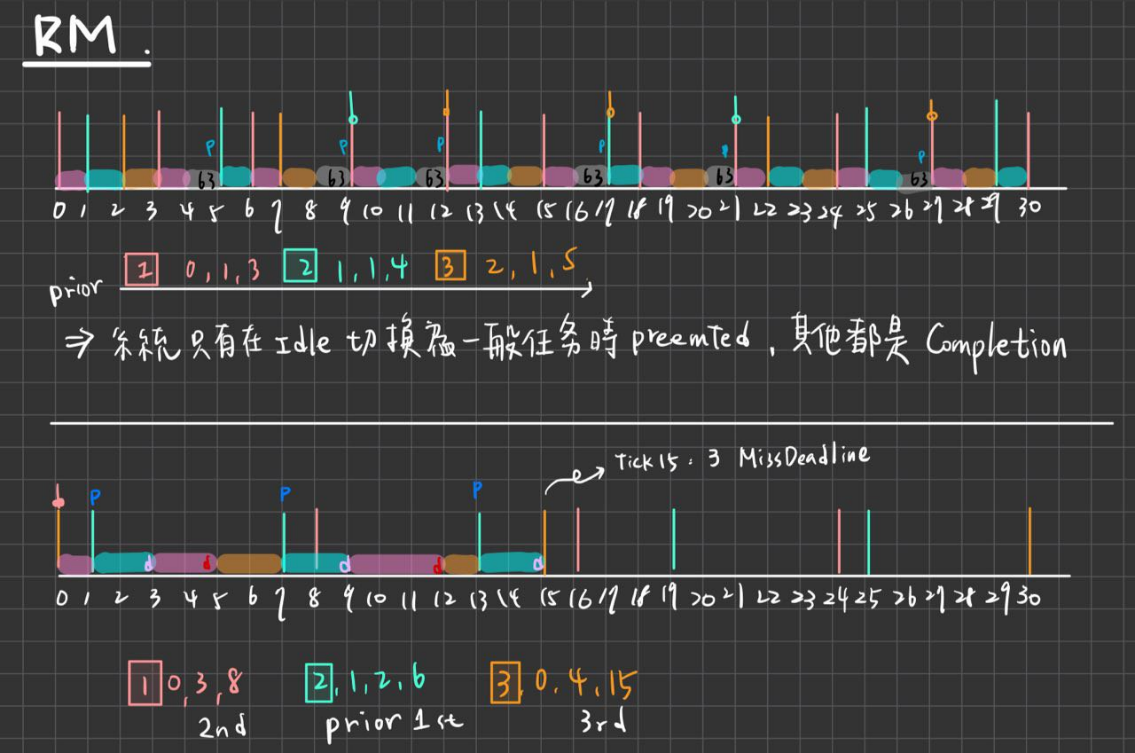 RM.
P P P P P P
63 63 63 63 63 63
0 1 2 3 4 5 6 7 8 9 10 11 12 13 14 15 16 17 18 19 20 21 22 23 24 25 26 27 28 29 30
prior 1 0, 1, 3 2 1, 1, 4 3 2, 1, 5
⇒ 系統只有在 Idle 切換為一般任务時 preemted, 其他都是 Completion
Tick 15: 3 MissDeadline
P P P
d d d d d
0 1 2 3 4 5 6 7 8 9 10 11 12 13 14 15 16 17 18 19 20 21 22 23 24 25 26 27 28 29 30
1 0, 3, 8 2, 1, 2, 6 3, 0, 4, 15
2nd prior 1st 3rd